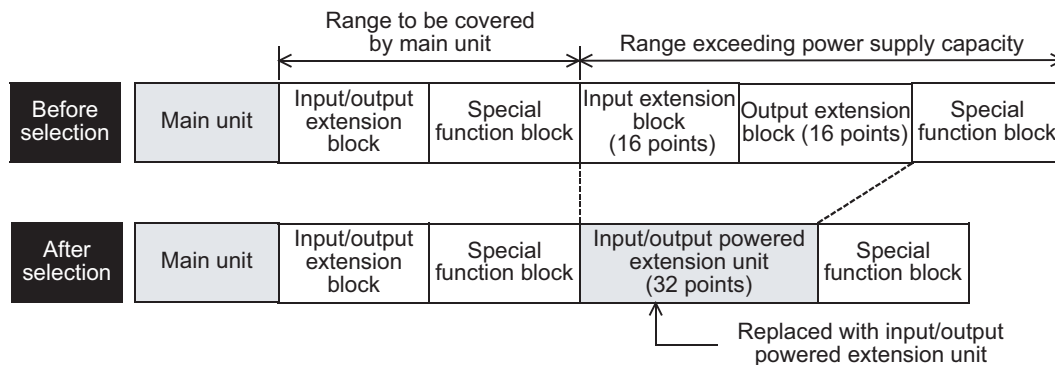 Range to be covered
by main unit
Range exceeding power supply capacity
Before
selection
Main unit
Input/output
extension
block
Special
function block
Input extension
block
(16 points)
Output extension
block (16 points)
Special
function block
After
selection
Main unit
Input/output
extension
block
Special
function block
Input/output powered
extension unit
(32 points)
Special
function block
Replaced with input/output
powered extension unit